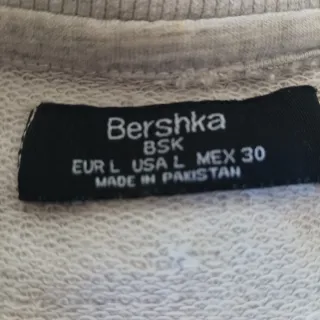 Bershka
BSK
EUR L USA L MEX 30
MADE IN PAKISTAN